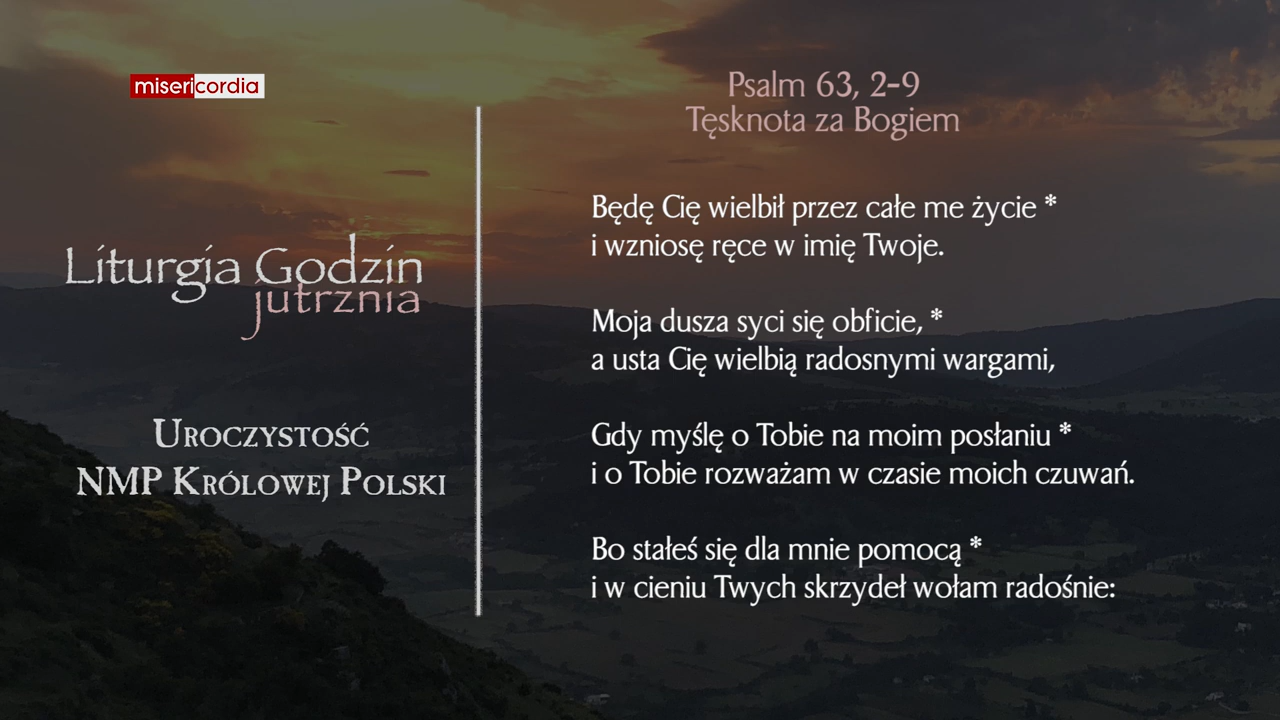 misericordia
Liturgia Godzin
jutrznia
Uroczystość
NMP Królowej Polski
Psalm 63, 2-9
Tęsknota za Bogiem
Będę Cię wielbił przez całe me życie *
i wzniosę ręce w imię Twoje.
Moja dusza syci się obficie, *
a usta Cię wielbią radosnymi wargami,
Gdy myślę o Tobie na moim posłaniu *
i o Tobie rozważam w czasie moich czuwań.
Bo stałeś się dla mnie pomocą *
i w cieniu Twych skrzydeł wołam radośnie: